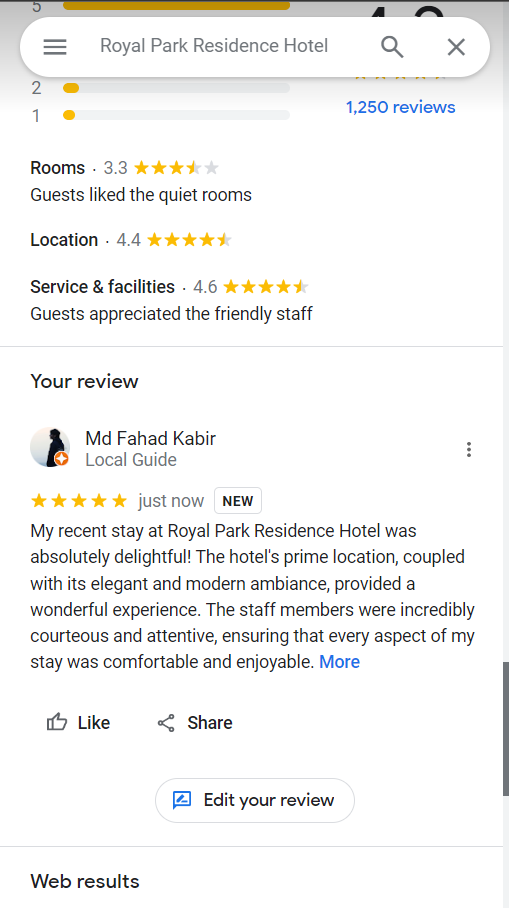 5
Royal Park Residence Hotel
2
1
1,250 reviews
Rooms · 3.3
Guests liked the quiet rooms
Location · 4.4
Service & facilities · 4.6
Guests appreciated the friendly staff
Your review
Md Fahad Kabir
Local Guide
just now NEW
My recent stay at Royal Park Residence Hotel was
absolutely delightful! The hotel's prime location, coupled
with its elegant and modern ambiance, provided a
wonderful experience. The staff members were incredibly
courteous and attentive, ensuring that every aspect of my
stay was comfortable and enjoyable. More
Like Share
Edit your review
Web results